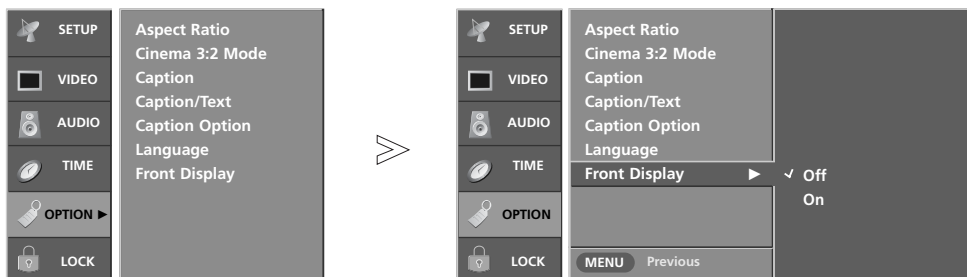 SETUP
VIDEO
AUDIO
TIME
OPTION
LOCK
Aspect Ratio
Cinema 3:2 Mode
Caption
Caption/Text
Caption Option
Language
Front Display
SETUP
VIDEO
AUDIO
TIME
OPTION
LOCK
Aspect Ratio
Cinema 3:2 Mode
Caption
Caption/Text
Caption Option
Language
Front Display
Off
On
MENU Previous